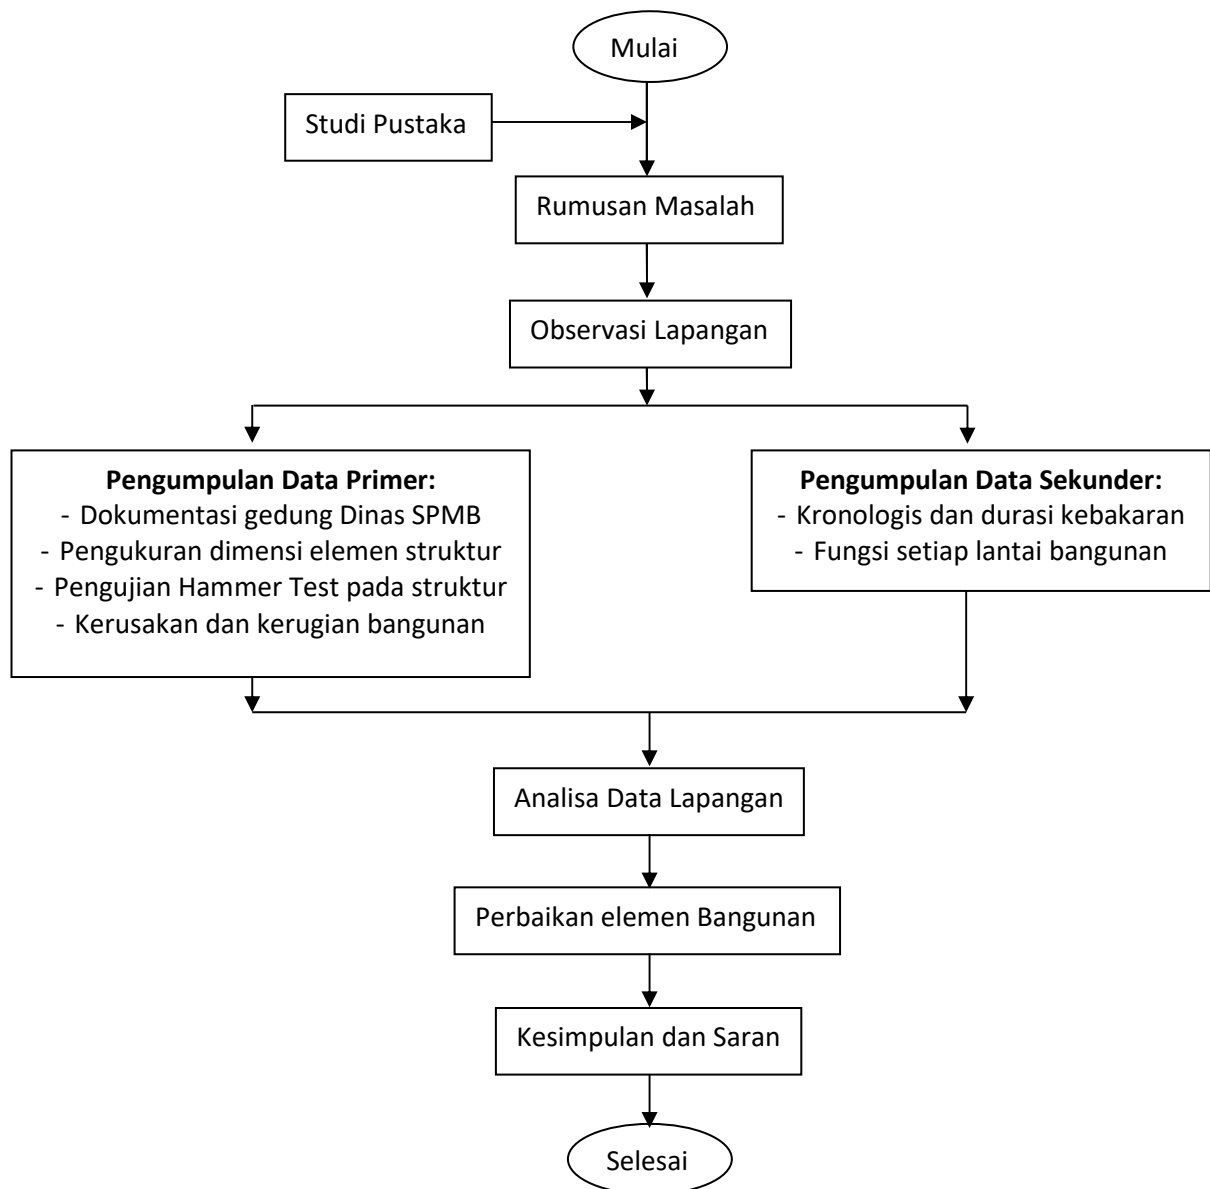 Mulai
Studi Pustaka
Rumusan Masalah
Observasi Lapangan
Pengumpulan Data Primer:
- Dokumentasi gedung Dinas SPMB
- Pengukuran dimensi elemen struktur
- Pengujian Hammer Test pada struktur
- Kerusakan dan kerugian bangunan
Pengumpulan Data Sekunder:
- Kronologis dan durasi kebakaran
- Fungsi setiap lantai bangunan
Analisa Data Lapangan
Perbaikan elemen Bangunan
Kesimpulan dan Saran
Selesai